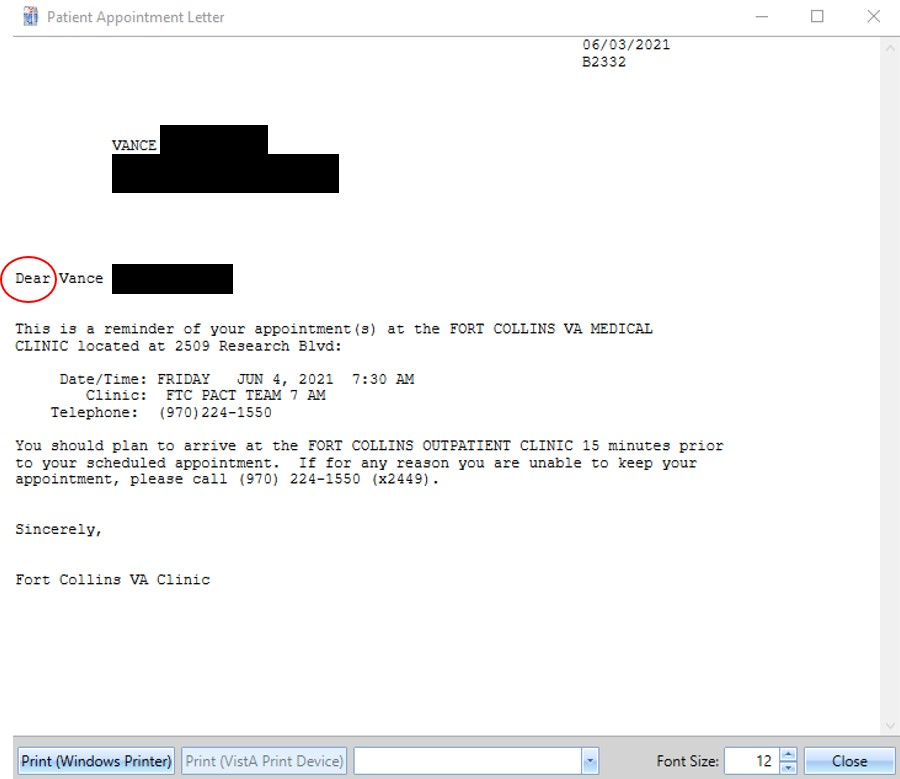 Patient Appointment Letter
06/03/2021
B2332
VANCE
Dear Vance
This is a reminder of your appointment(s) at the FORT COLLINS VA MEDICAL
CLINIC located at 2509 Research Blvd:
Date/Time: FRIDAY JUN 4, 2021 7:30 AM
Clinic: FTC PACT TEAM 7 AM
Telephone: (970)224-1550
You should plan to arrive at the FORT COLLINS OUTPATIENT CLINIC 15 minutes prior
to your scheduled appointment. If for any reason you are unable to keep your
appointment, please call (970) 224-1550 (x2449).
Sincerely,
Fort Collins VA Clinic
Print (Windows Printer) Print (VistA Print Device) Font Size: 12 Close